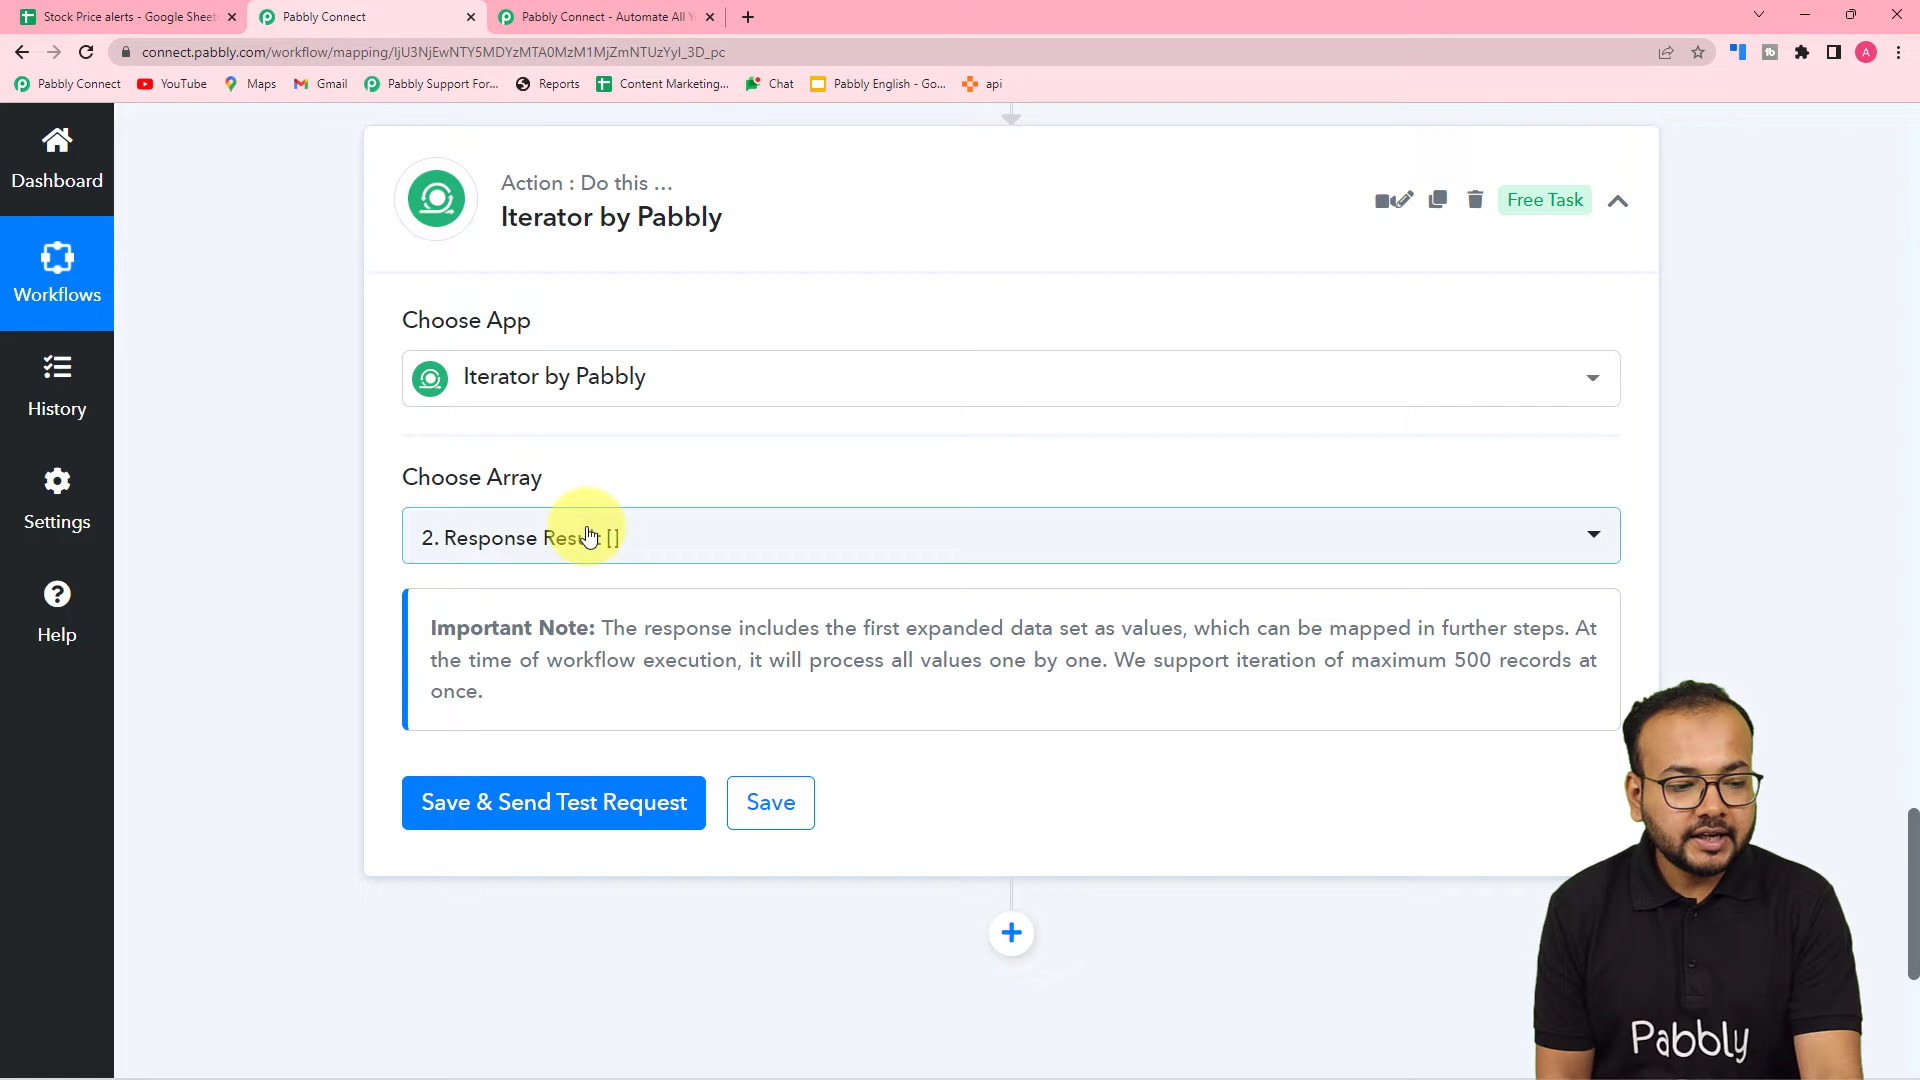 Stock Price alerts - Google Sheet
Pabbly Connect
Pabbly Connect - Automate All Y
connect.pabbly.com/workflow/mapping/IjU3NjEwNTY5MDYzMTA0MzM1MjZmNTUzYyI_3D_pc
Pabbly Connect
YouTube
Maps
Gmail
Pabbly Support For...
Reports
Content Marketing...
Chat
Pabbly English - Go...
api
A
Dashboard
Workflows
History
Settings
Help
Action : Do this ...
Iterator by Pabbly
Free Task
Choose App
Iterator by Pabbly
Choose Array
2. Response Result []
Important Note: The response includes the first expanded data set as values, which can be mapped in further steps. At
the time of workflow execution, it will process all values one by one. We support iteration of maximum 500 records at
once.
Save & Send Test Request
Save
Pabbly